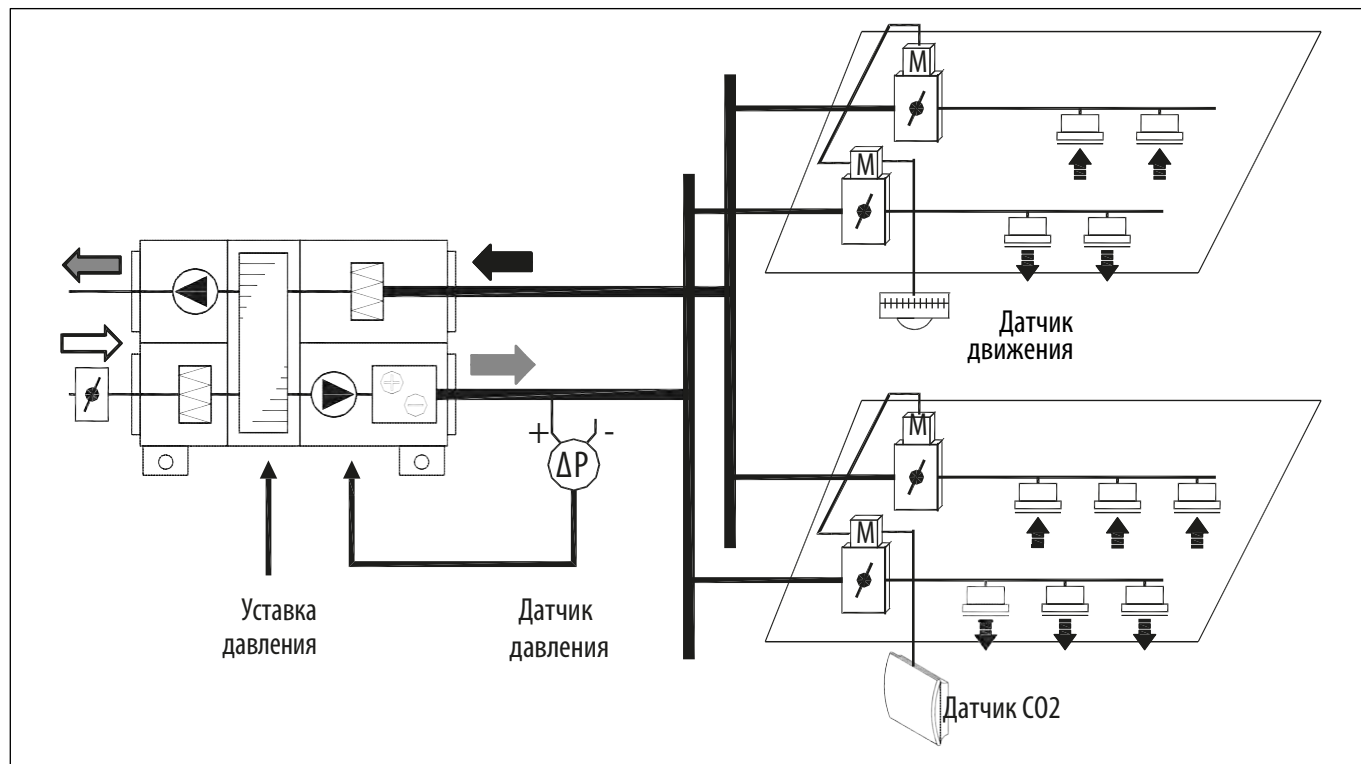 M
M
Датчик
движения
M
M
+ -
ΔP
Уставка
давления
Датчик
давления
Датчик CO2